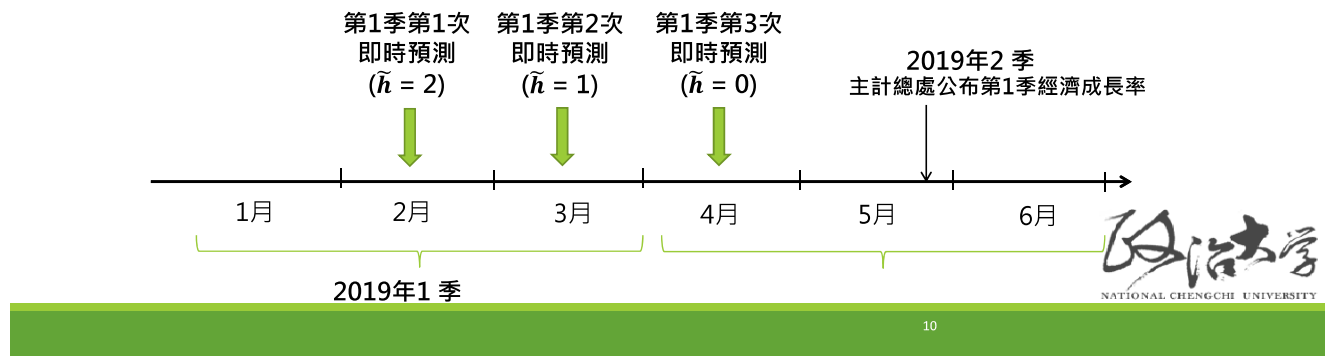 第1季第1次
即時預測
(h̃ = 2)
第1季第2次
即時預測
(h̃ = 1)
第1季第3次
即時預測
(h̃ = 0)
2019年2 季
主計總處公布第1季經濟成長率
1月
2月
3月
4月
5月
6月
2019年1 季
政治大学
NATIONAL CHENGCHI UNIVERSITY
10